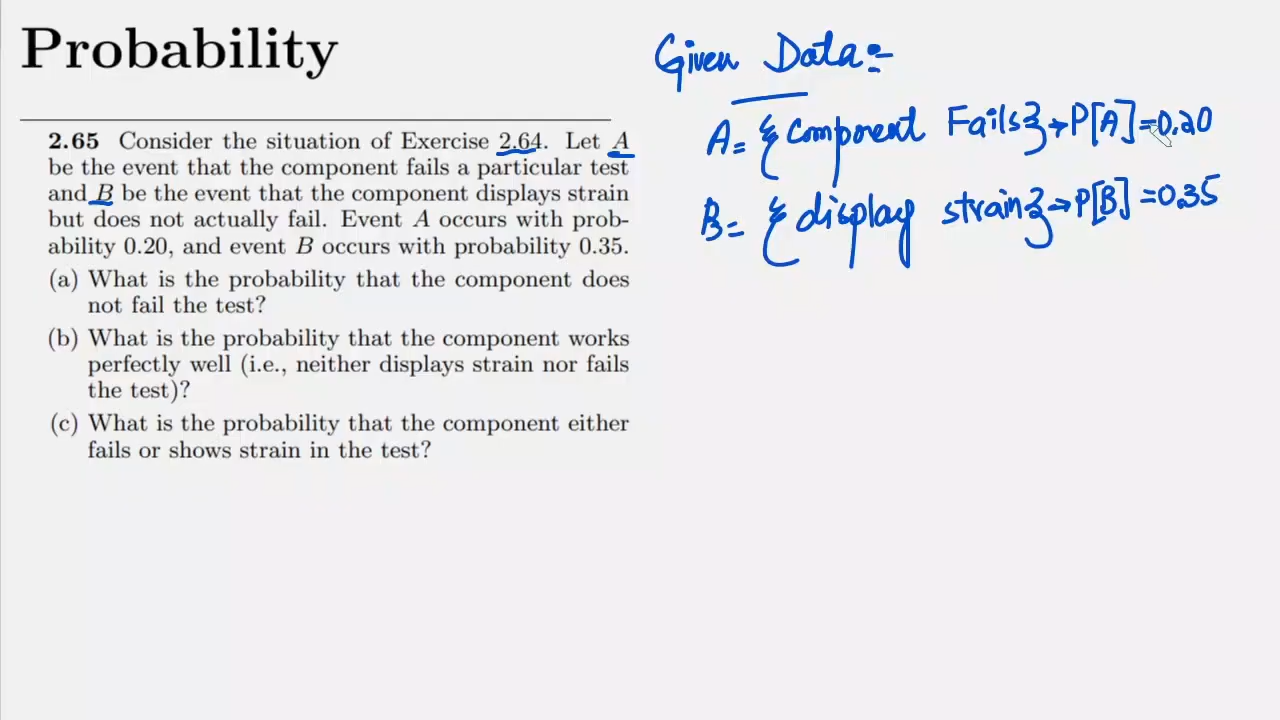 Probability
2.65 Consider the situation of Exercise 2.64. Let A
be the event that the component fails a particular test
and B be the event that the component displays strain
but does not actually fail. Event A occurs with prob-
ability 0.20, and event B occurs with probability 0.35.
(a) What is the probability that the component does
not fail the test?
(b) What is the probability that the component works
perfectly well (i.e., neither displays strain nor fails
the test)?
(c) What is the probability that the component either
fails or shows strain in the test?
Given Data:-
A = {Component Fails} → P[A] = 0.20
B = {display strain} → P[B] = 0.35